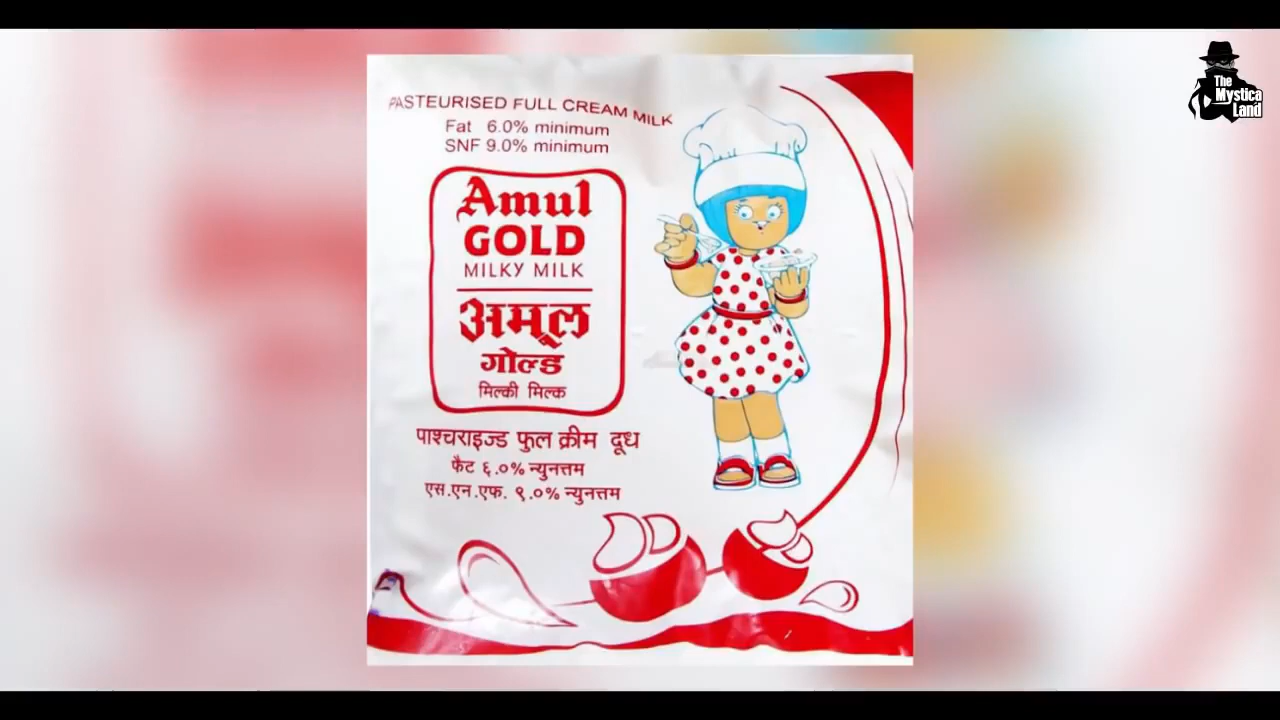 PASTEURISED FULL CREAM MILK
Fat 6.0% minimum
SNF 9.0% minimum
Amul
GOLD
MILKY MILK
अमूल
गोल्ड
मिल्की मिल्क
पाश्चराइज्ड फुल क्रीम दूध
फैट ६.०% न्युनत्तम
एस.एन.एफ. ९.०% न्युनत्तम
The
Mystica
Land